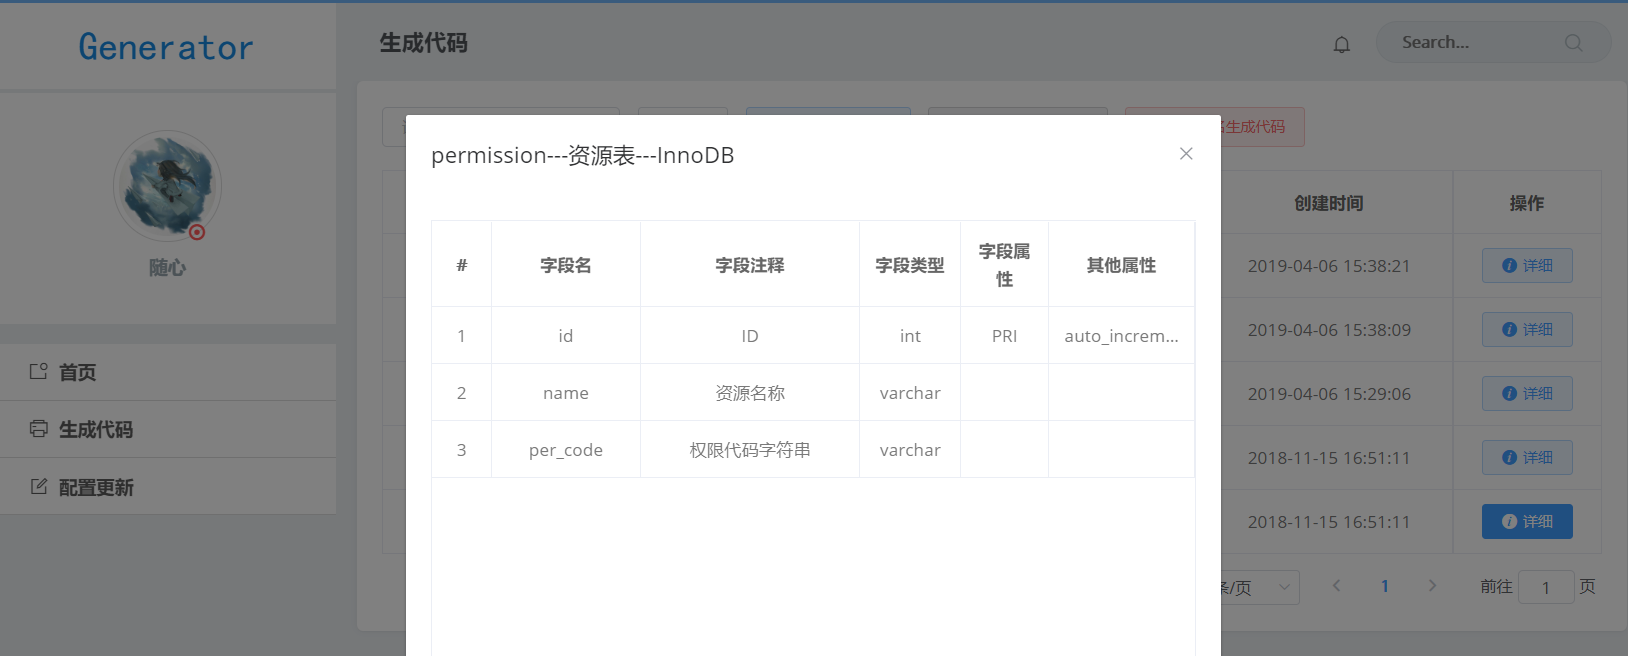 Generator
生成代码
Search...
随心
首页
生成代码
配置更新
生成代码
permission---资源表---InnoDB
# 字段名 字段注释 字段类型 字段属性 其他属性
1 id ID int PRI auto_increm...
2 name 资源名称 varchar
3 per_code 权限代码字符串 varchar
创建时间 操作
2019-04-06 15:38:21 详细
2019-04-06 15:38:09 详细
2019-04-06 15:29:06 详细
2018-11-15 16:51:11 详细
2018-11-15 16:51:11 详细
条/页 1 前往 1 页